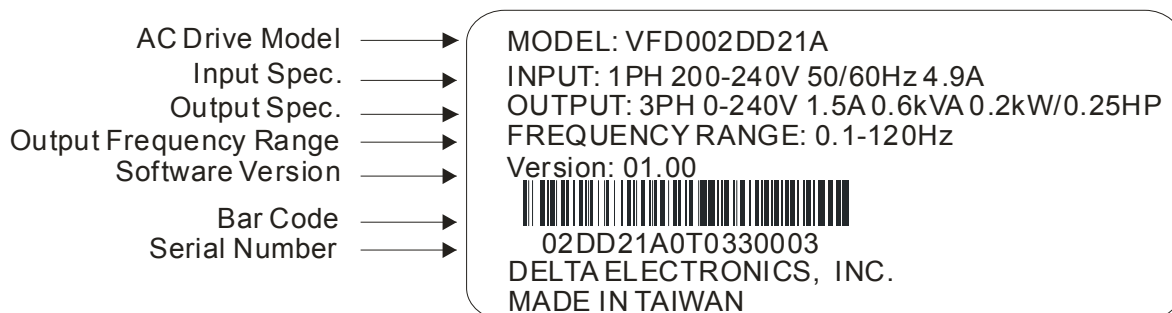 AC Drive Model MODEL: VFD002DD21A
Input Spec. INPUT: 1PH 200-240V 50/60Hz 4.9A
Output Spec. OUTPUT: 3PH 0-240V 1.5A 0.6kVA 0.2kW/0.25HP
Output Frequency Range FREQUENCY RANGE: 0.1-120Hz
Software Version Version: 01.00
Bar Code
Serial Number 02DD21A0T0330003
DELTA ELECTRONICS, INC.
MADE IN TAIWAN